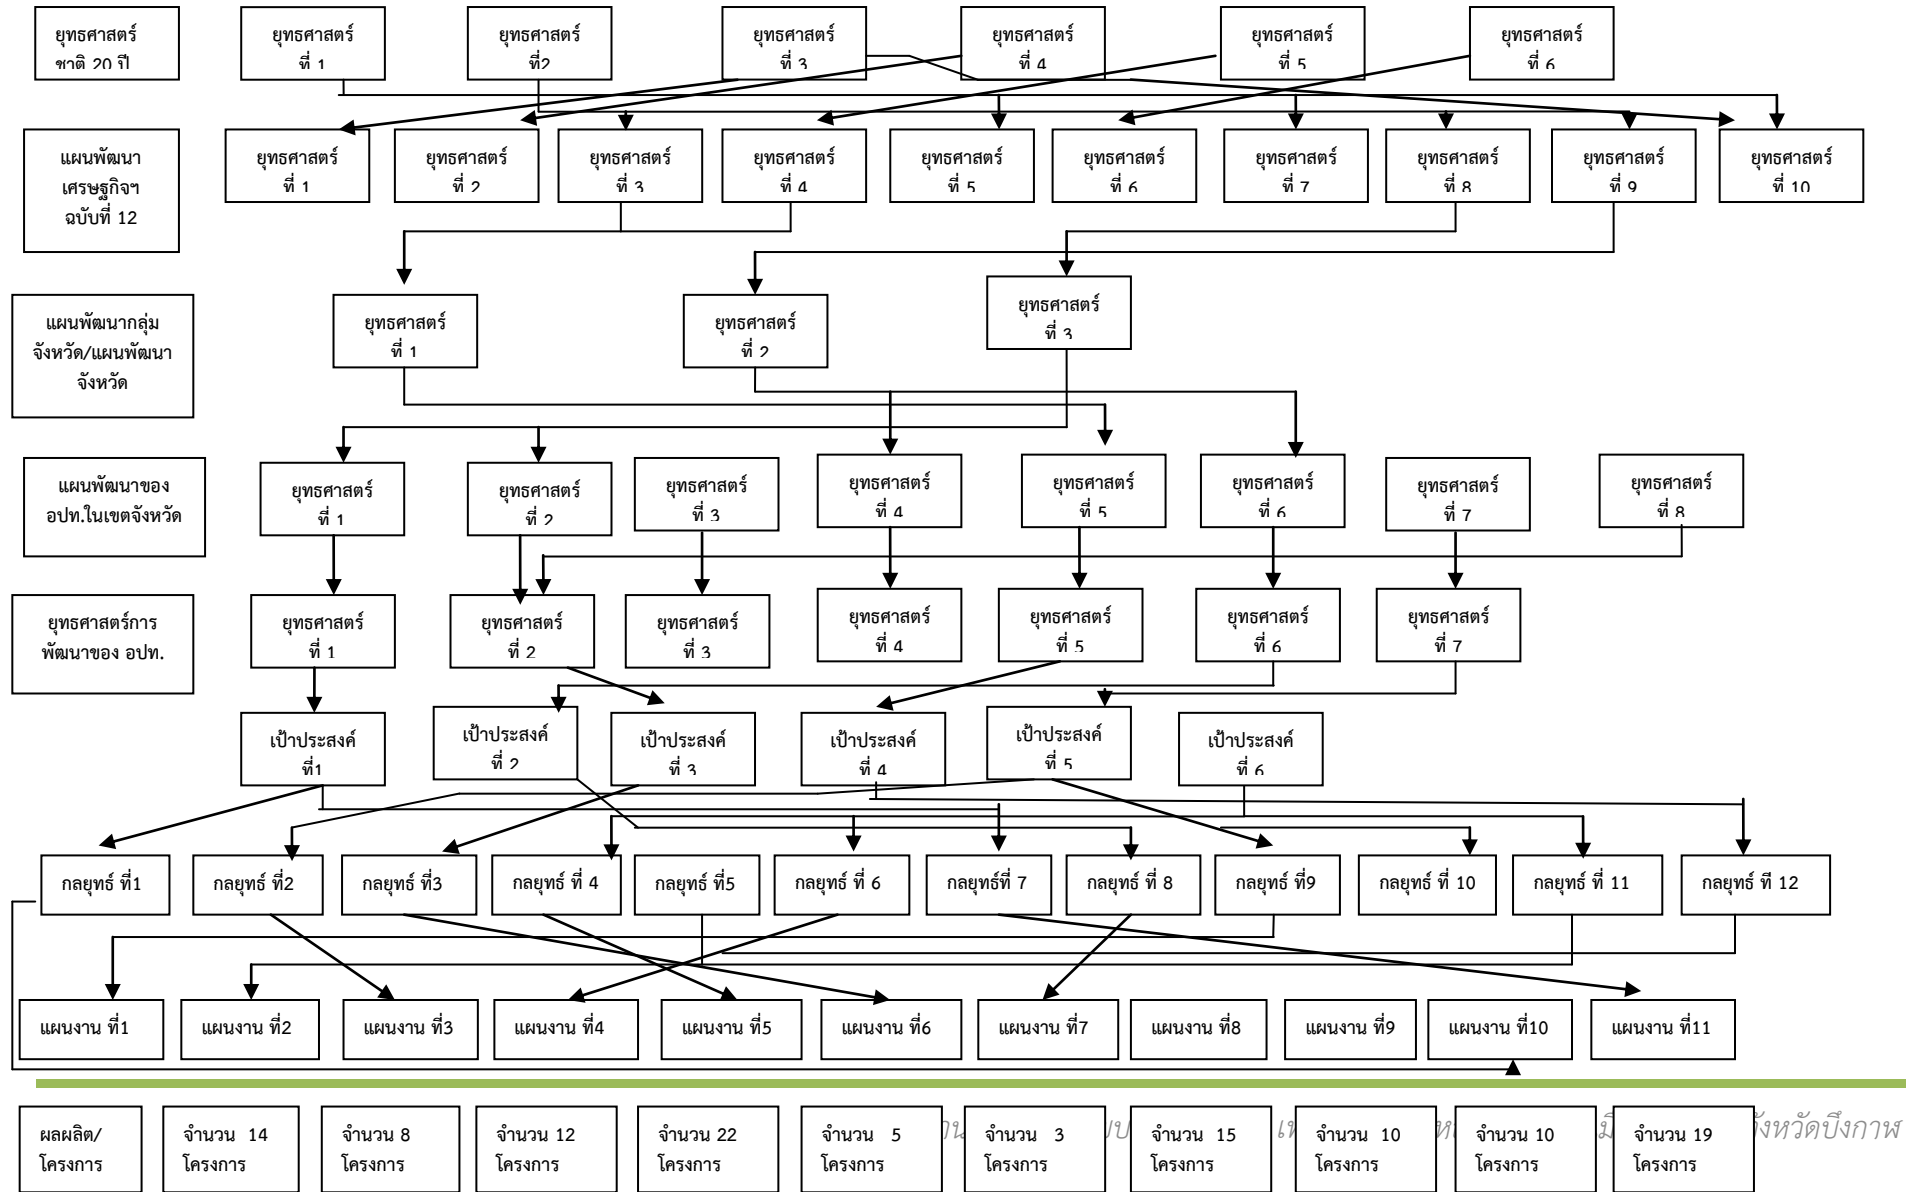 ยุทธศาสตร์
ชาติ 20 ปี
ยุทธศาสตร์
ที่ 1
ยุทธศาสตร์
ที่2
ยุทธศาสตร์
ที่ 3
ยุทธศาสตร์
ที่ 4
ยุทธศาสตร์
ที่ 5
ยุทธศาสตร์
ที่ 6
แผนพัฒนา
เศรษฐกิจฯ
ฉบับที่ 12
ยุทธศาสตร์
ที่ 1
ยุทธศาสตร์
ที่ 2
ยุทธศาสตร์
ที่ 3
ยุทธศาสตร์
ที่ 4
ยุทธศาสตร์
ที่ 5
ยุทธศาสตร์
ที่ 6
ยุทธศาสตร์
ที่ 7
ยุทธศาสตร์
ที่ 8
ยุทธศาสตร์
ที่ 9
ยุทธศาสตร์
ที่ 10
แผนพัฒนากลุ่ม
จังหวัด/แผนพัฒนา
จังหวัด
ยุทธศาสตร์
ที่ 1
ยุทธศาสตร์
ที่ 2
ยุทธศาสตร์
ที่ 3
แผนพัฒนาของ
อปท.ในเขตจังหวัด
ยุทธศาสตร์
ที่ 1
ยุทธศาสตร์
ที่ 2
ยุทธศาสตร์
ที่ 3
ยุทธศาสตร์
ที่ 4
ยุทธศาสตร์
ที่ 5
ยุทธศาสตร์
ที่ 6
ยุทธศาสตร์
ที่ 7
ยุทธศาสตร์
ที่ 8
ยุทธศาสตร์การ
พัฒนาของ อปท.
ยุทธศาสตร์
ที่ 1
ยุทธศาสตร์
ที่ 2
ยุทธศาสตร์
ที่ 3
ยุทธศาสตร์
ที่ 4
ยุทธศาสตร์
ที่ 5
ยุทธศาสตร์
ที่ 6
ยุทธศาสตร์
ที่ 7
เป้าประสงค์
ที่1
เป้าประสงค์
ที่ 2
เป้าประสงค์
ที่ 3
เป้าประสงค์
ที่ 4
เป้าประสงค์
ที่ 5
เป้าประสงค์
ที่ 6
กลยุทธ์ ที่1
กลยุทธ์ ที่2
กลยุทธ์ ที่3
กลยุทธ์ ที่ 4
กลยุทธ์ ที่5
กลยุทธ์ ที่ 6
กลยุทธ์ที่ 7
กลยุทธ์ ที่ 8
กลยุทธ์ ที่9
กลยุทธ์ ที่ 10
กลยุทธ์ ที่ 11
กลยุทธ์ ที 12
แผนงาน ที่1
แผนงาน ที่2
แผนงาน ที่3
แผนงาน ที่4
แผนงาน ที่5
แผนงาน ที่6
แผนงาน ที่7
แผนงาน ที่8
แผนงาน ที่9
แผนงาน ที่10
แผนงาน ที่11
ผลผลิต/
โครงการ
จำนวน 14
โครงการ
จำนวน 8
โครงการ
จำนวน 12
โครงการ
จำนวน 22
โครงการ
จำนวน 5
โครงการ
จำนวน 3
โครงการ
จำนวน 15
โครงการ
จำนวน 10
โครงการ
จำนวน 10
โครงการ
จำนวน 19
โครงการ
จังหวัดบึงกาฬ